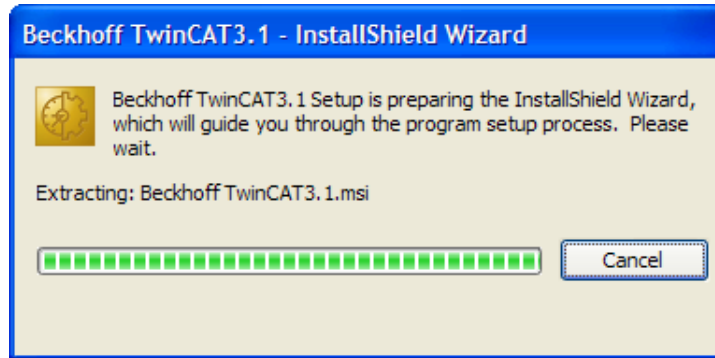 Beckhoff TwinCAT3.1 - InstallShield Wizard
Beckhoff TwinCAT3.1 Setup is preparing the InstallShield Wizard,
which will guide you through the program setup process.  Please
wait.
Extracting: Beckhoff TwinCAT3.1.msi
Cancel